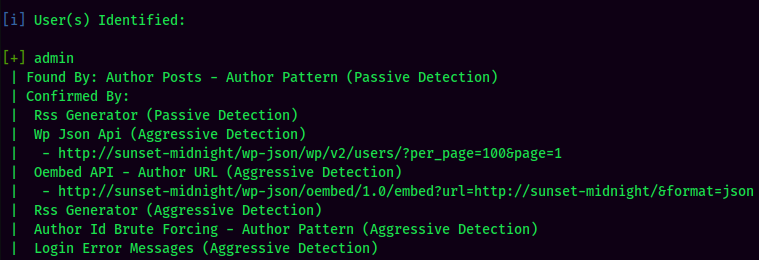 [i] User(s) Identified:
[+] admin
| Found By: Author Posts - Author Pattern (Passive Detection)
| Confirmed By:
|  Rss Generator (Passive Detection)
|  Wp Json Api (Aggressive Detection)
|   - http://sunset-midnight/wp-json/wp/v2/users/?per_page=100&page=1
|  Oembed API - Author URL (Aggressive Detection)
|   - http://sunset-midnight/wp-json/oembed/1.0/embed?url=http://sunset-midnight/&format=json
|  Rss Generator (Aggressive Detection)
|  Author Id Brute Forcing - Author Pattern (Aggressive Detection)
|  Login Error Messages (Aggressive Detection)